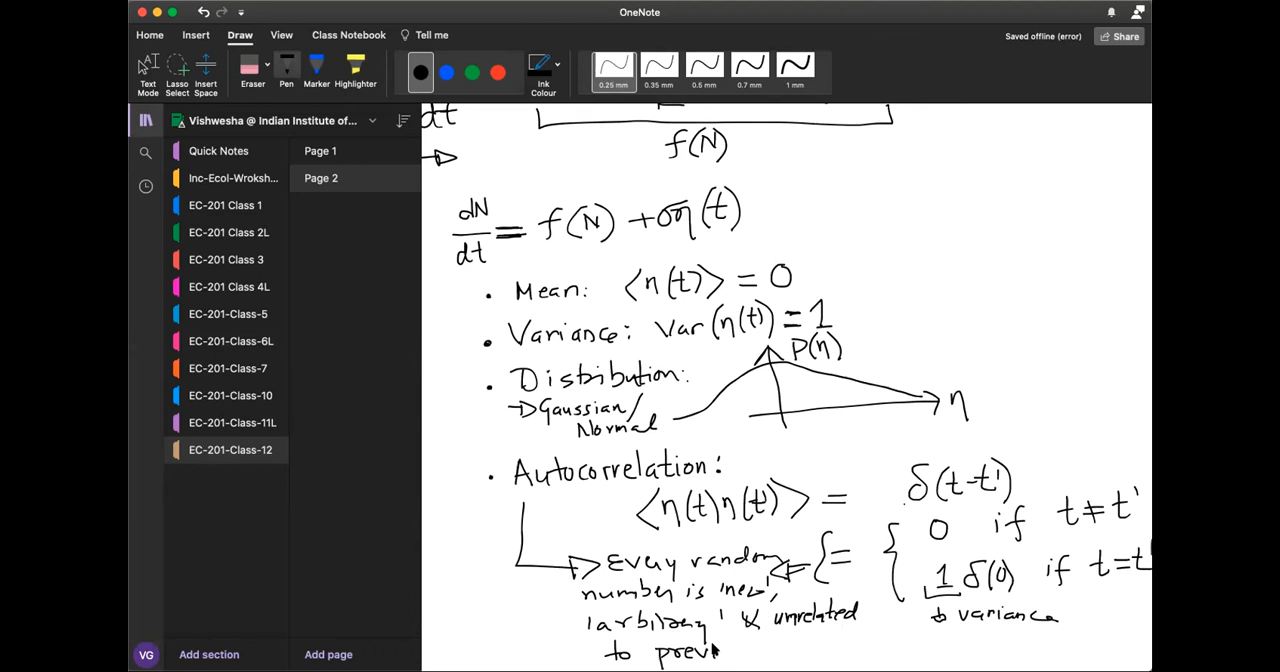 OneNote
Home Insert Draw View Class Notebook Tell me
Saved offline (error) Share
Text Mode Lasso Select Insert Space Eraser Pen Marker Highlighter Ink Colour 0.25 mm 0.35 mm 0.5 mm 0.7 mm 1 mm
Vishwesha @ Indian Institute of...
Quick Notes
Inc-Ecol-Wroksh...
EC-201 Class 1
EC-201 Class 2L
EC-201 Class 3
EC-201 Class 4L
EC-201-Class-5
EC-201-Class-6L
EC-201-Class-7
EC-201-Class-10
EC-201-Class-11L
EC-201-Class-12
Page 1
Page 2
VG Add section Add page
dt
f(N)
dN/dt = f(N) + ση(t)
• Mean: ⟨η(t)⟩ = 0
• Variance: Var(η(t)) = 1
P(η)
• Distribution:
→ Gaussian/
Normal
η
• Autocorrelation:
⟨η(t)η(t')⟩ = δ(t-t')
= { 0 if t ≠ t'
1 δ(0) if t = t'
variance
Every random
number is 'new',
'arbitrary' & unrelated
to prev